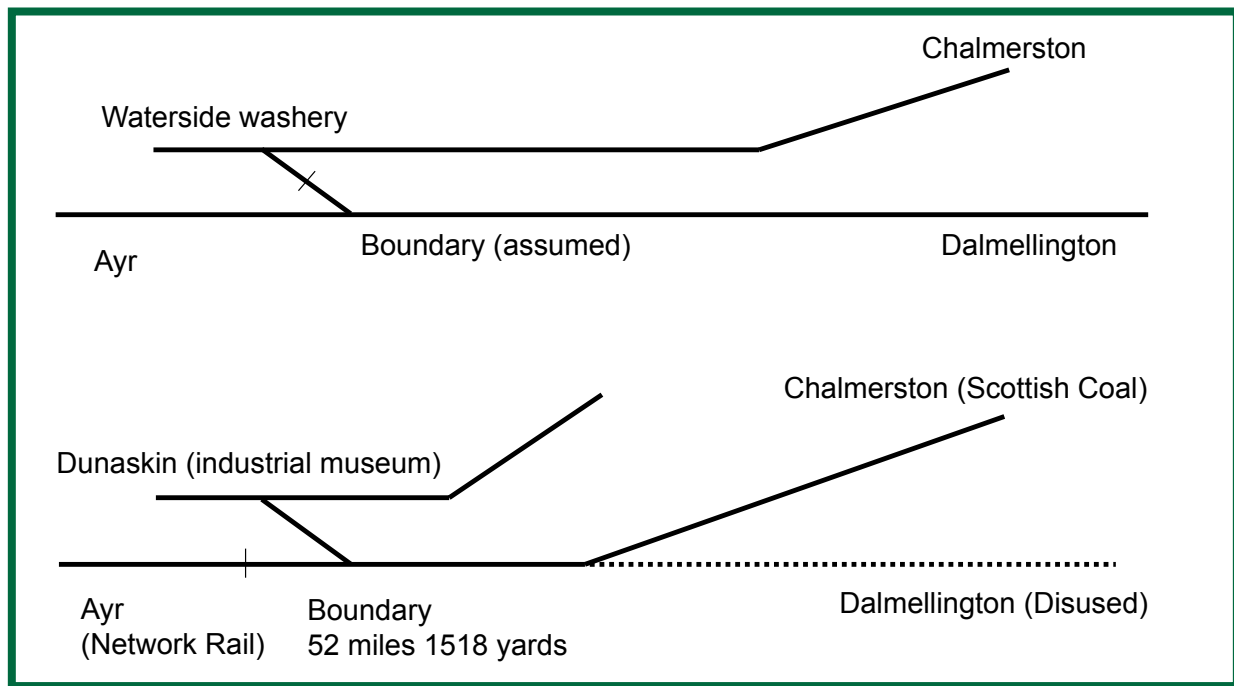 Chalmerston
Waterside washery
Boundary (assumed)
Dalmellington
Ayr
Chalmerston (Scottish Coal)
Dunaskin (industrial museum)
Ayr
(Network Rail)
Boundary
52 miles 1518 yards
Dalmellington (Disused)